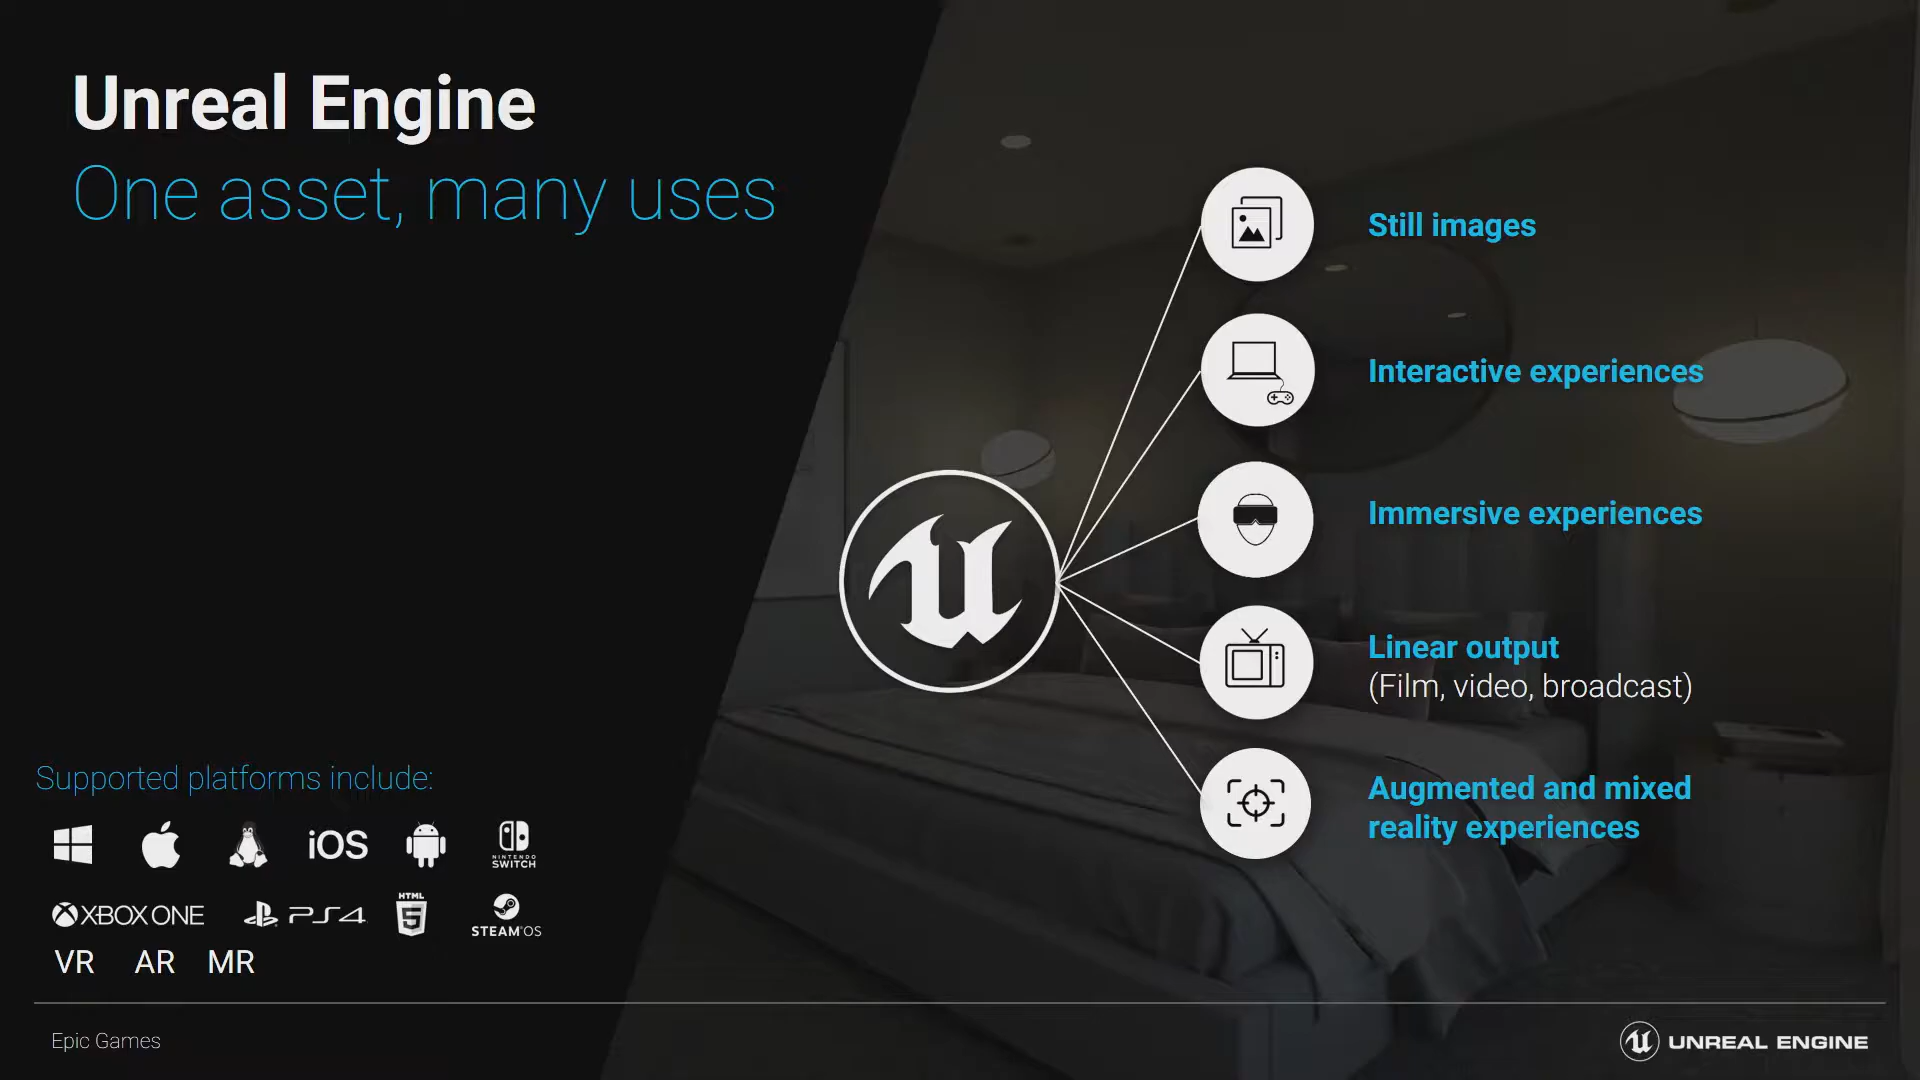 Unreal Engine
One asset, many uses
Still images
Interactive experiences
Immersive experiences
Linear output
(Film, video, broadcast)
Augmented and mixed
reality experiences
Supported platforms include:
iOS
NINTENDO
SWITCH
XBOX ONE
PS4
HTML
5
STEAM OS
VR AR MR
Epic Games
UNREAL ENGINE